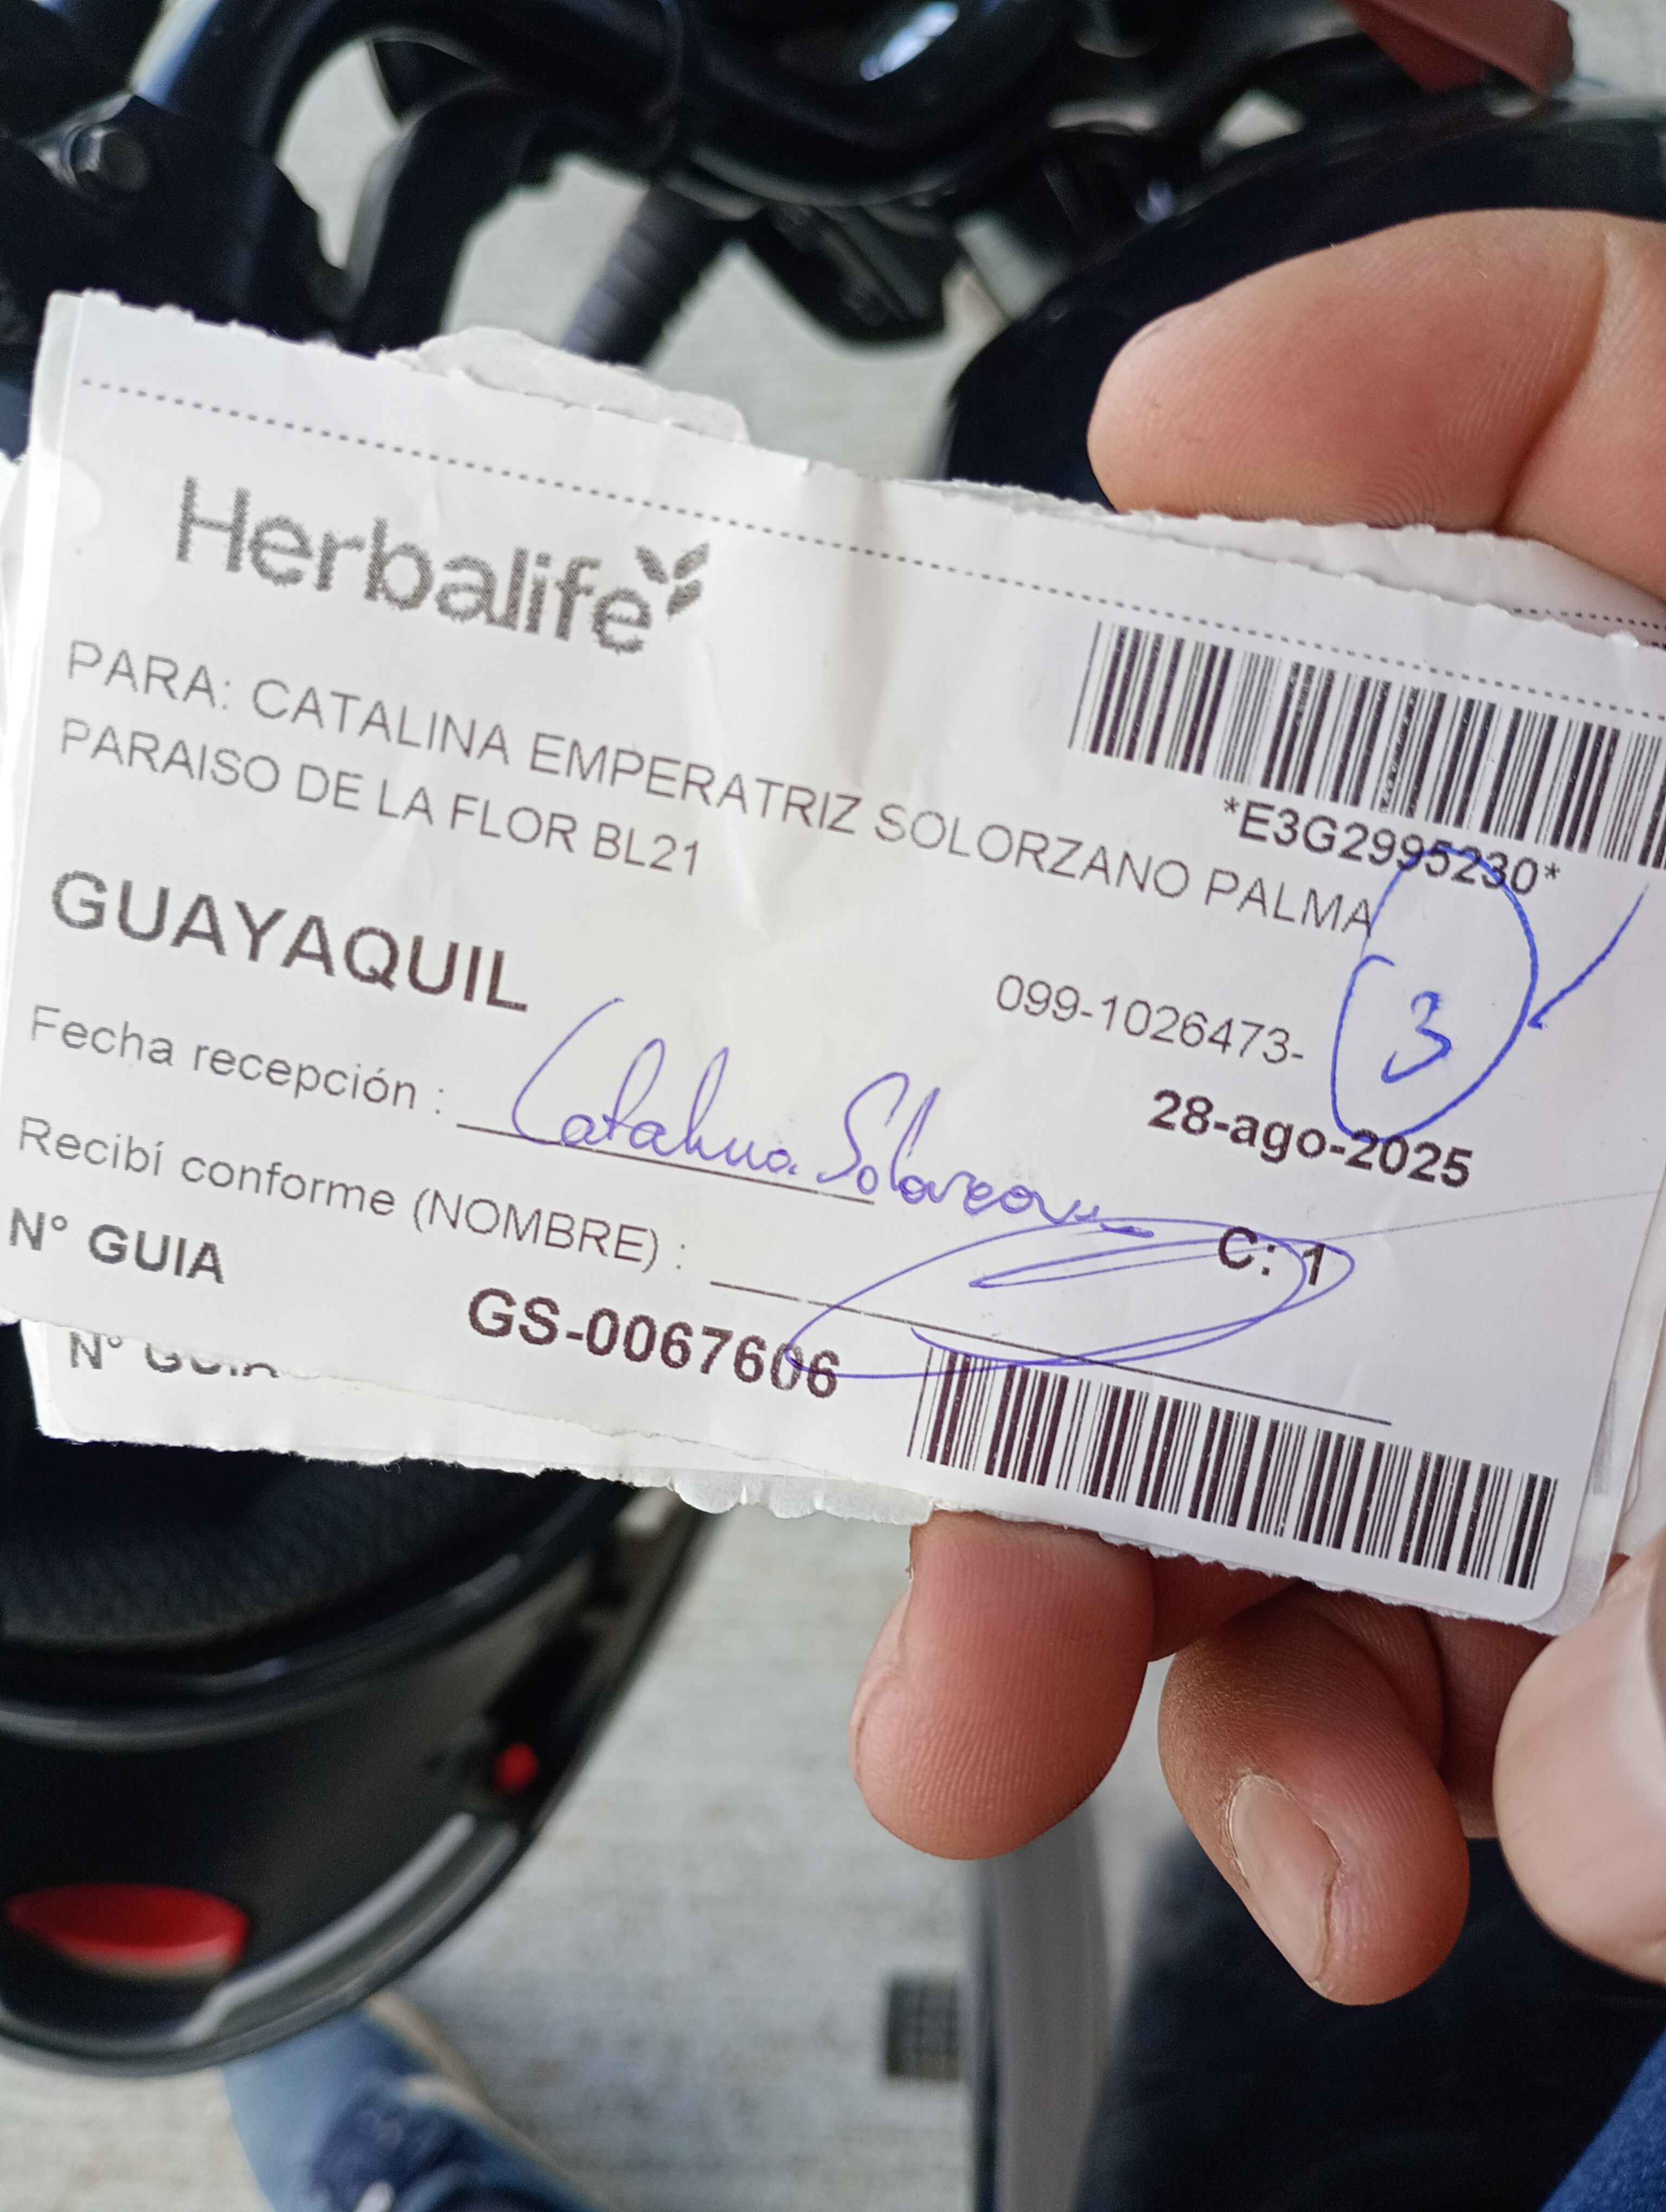 Herbalife
*E3G2995230*
PARA: CATALINA EMPERATRIZ SOLORZANO PALMA
PARAISO DE LA FLOR BL21
099-1026473-
3
GUAYAQUIL
28-ago-2025
Fecha recepción :
Catalina Solorzano
Recibí conforme (NOMBRE) :
C: 1
N° GUIA
GS-0067606
N° GUIA